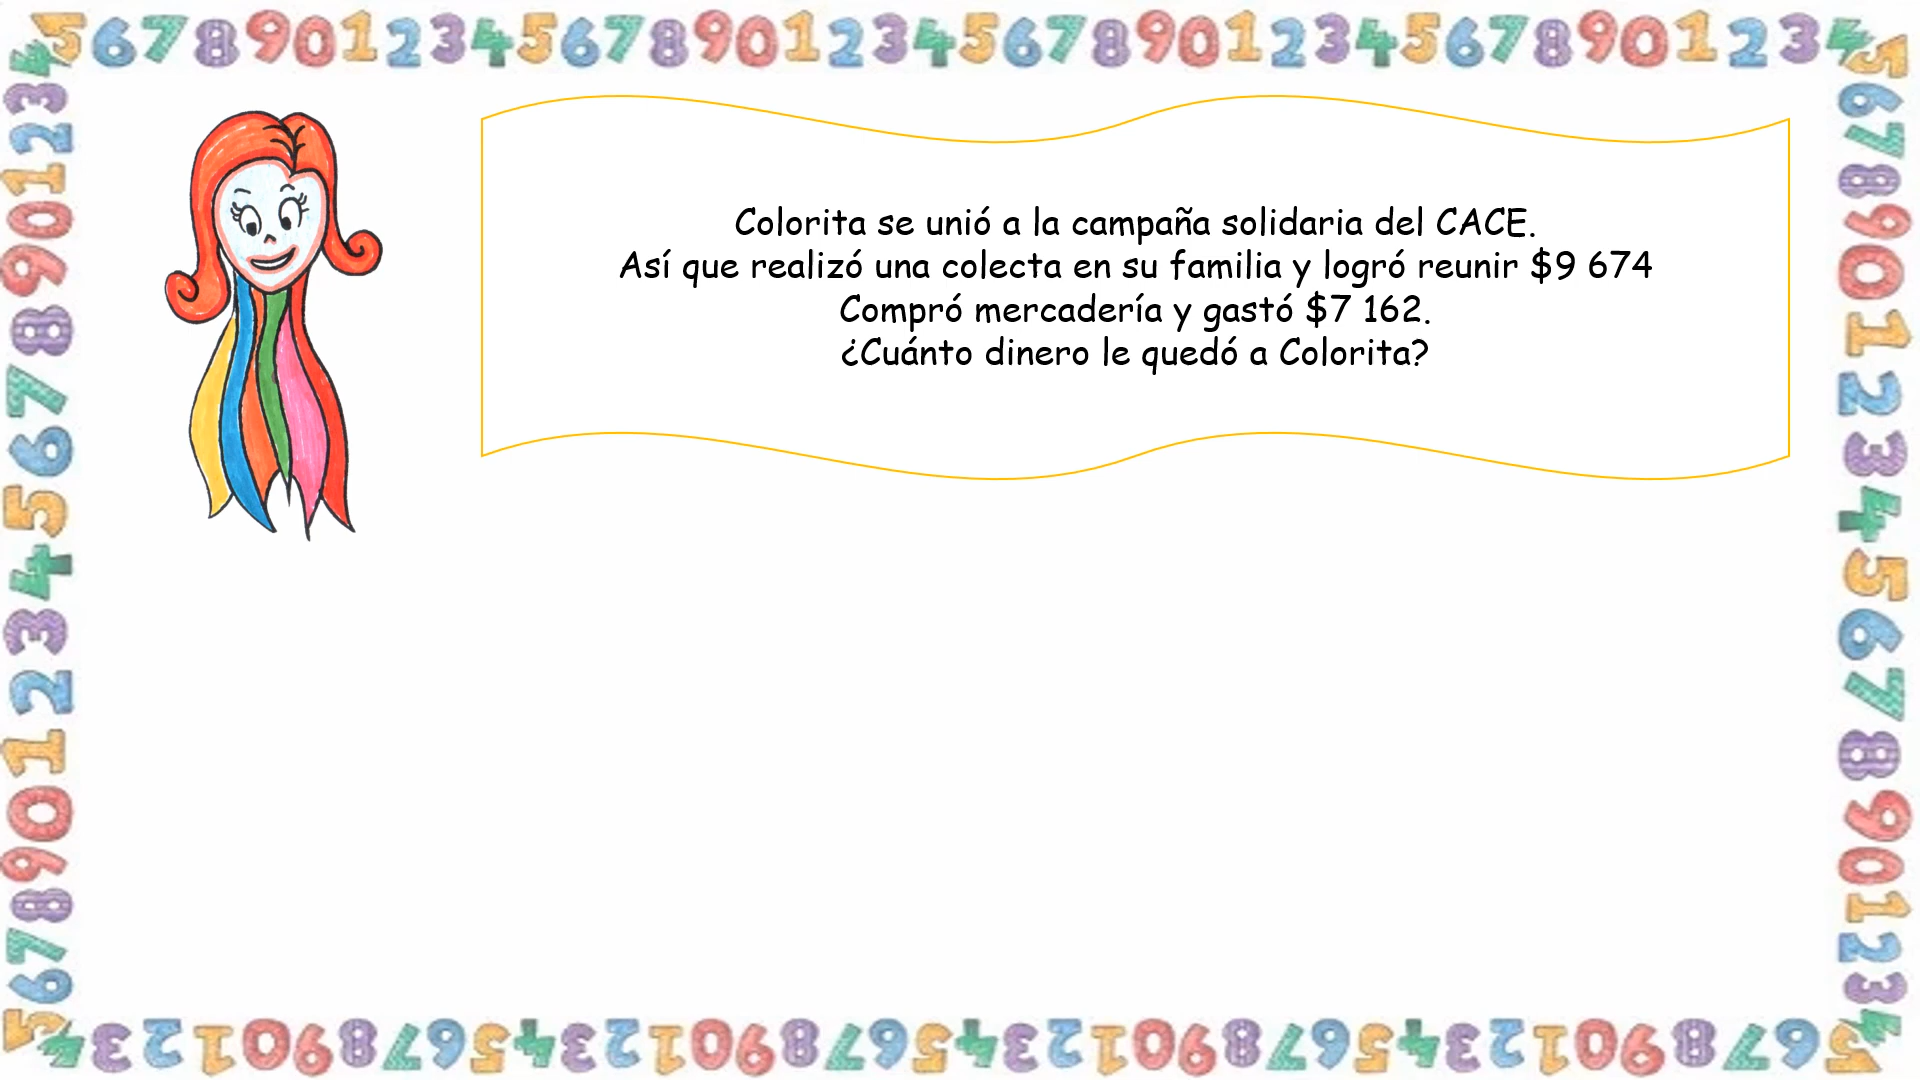 Colorita se unió a la campaña solidaria del CACE.
Así que realizó una colecta en su familia y logró reunir $9 674
Compró mercadería y gastó $7 162.
¿Cuánto dinero le quedó a Colorita?